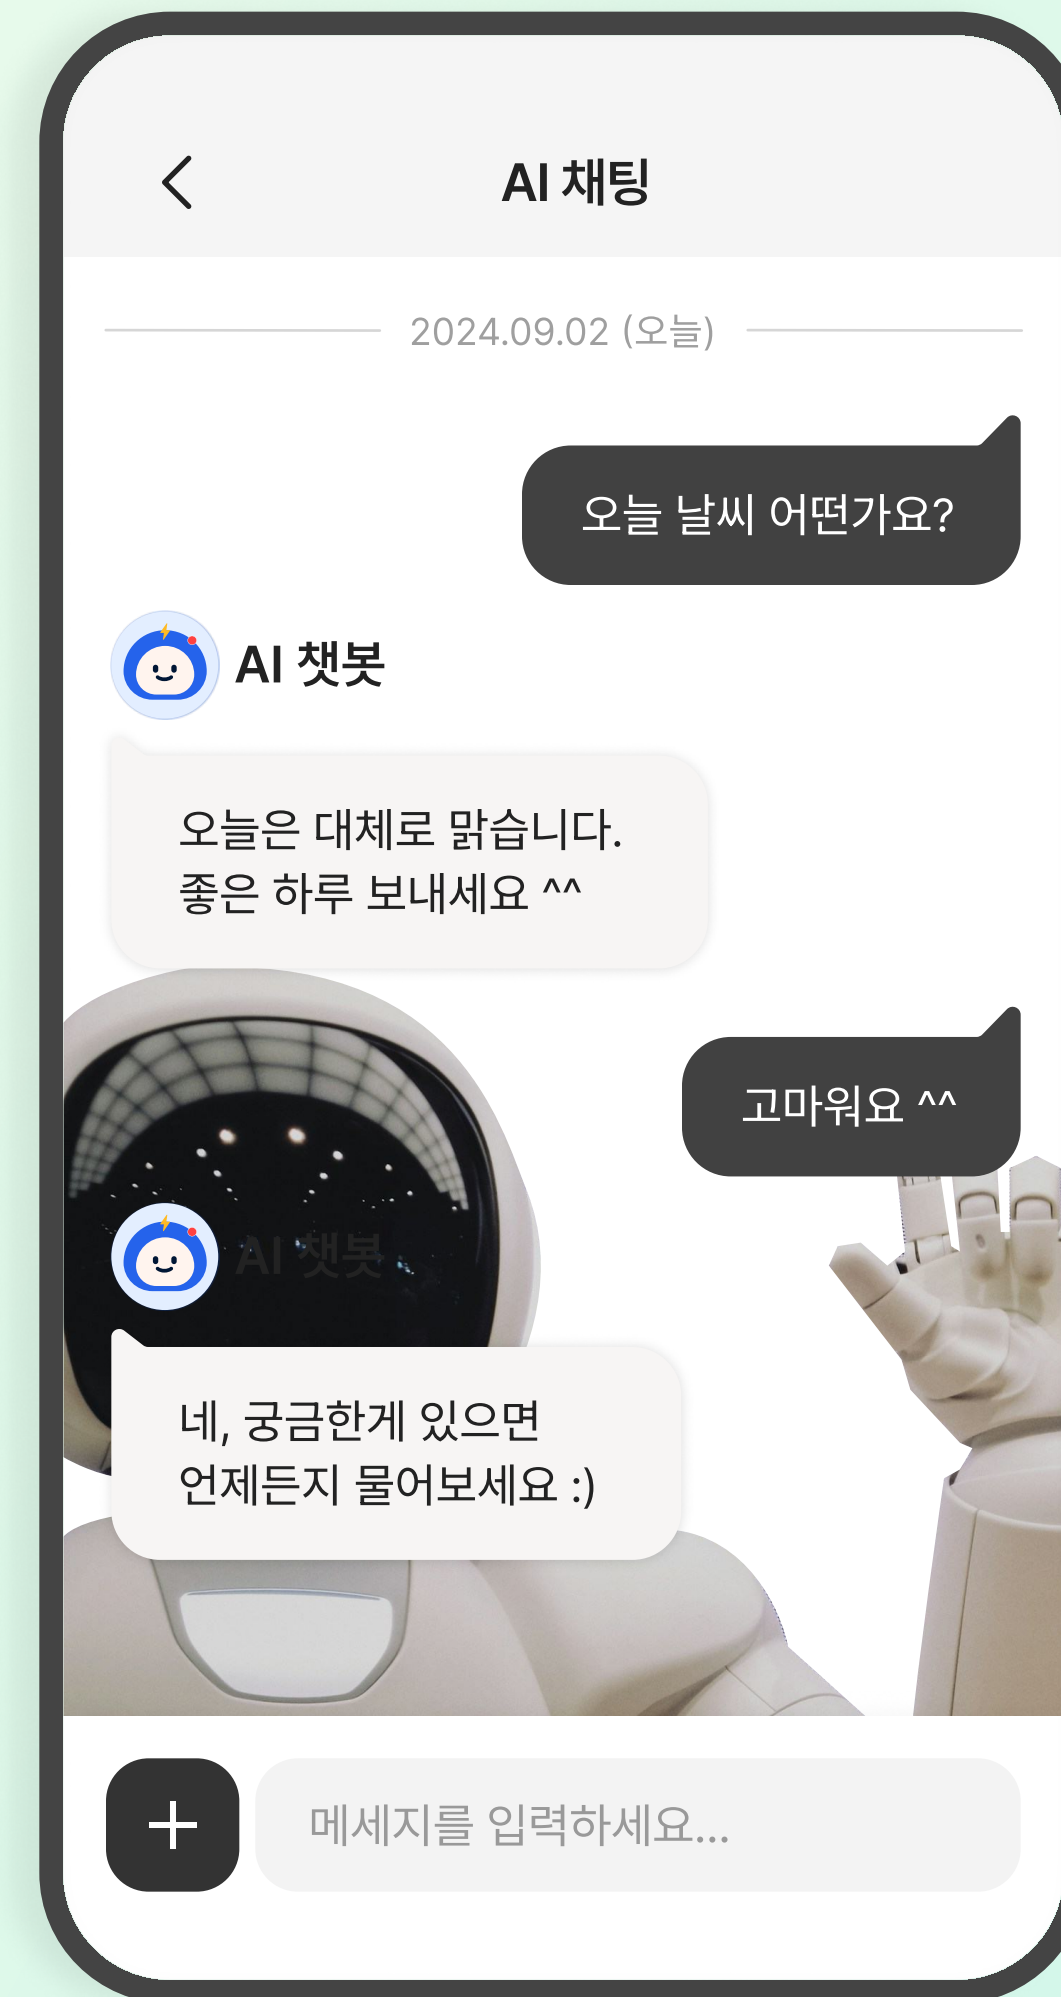 AI 채팅
2024.09.02 (오늘)
오늘 날씨 어떤가요?
AI 챗봇
오늘은 대체로 맑습니다.
좋은 하루 보내세요 ^^
고마워요 ^^
AI 챗봇
네, 궁금한게 있으면
언제든지 물어보세요 :)
메세지를 입력하세요...